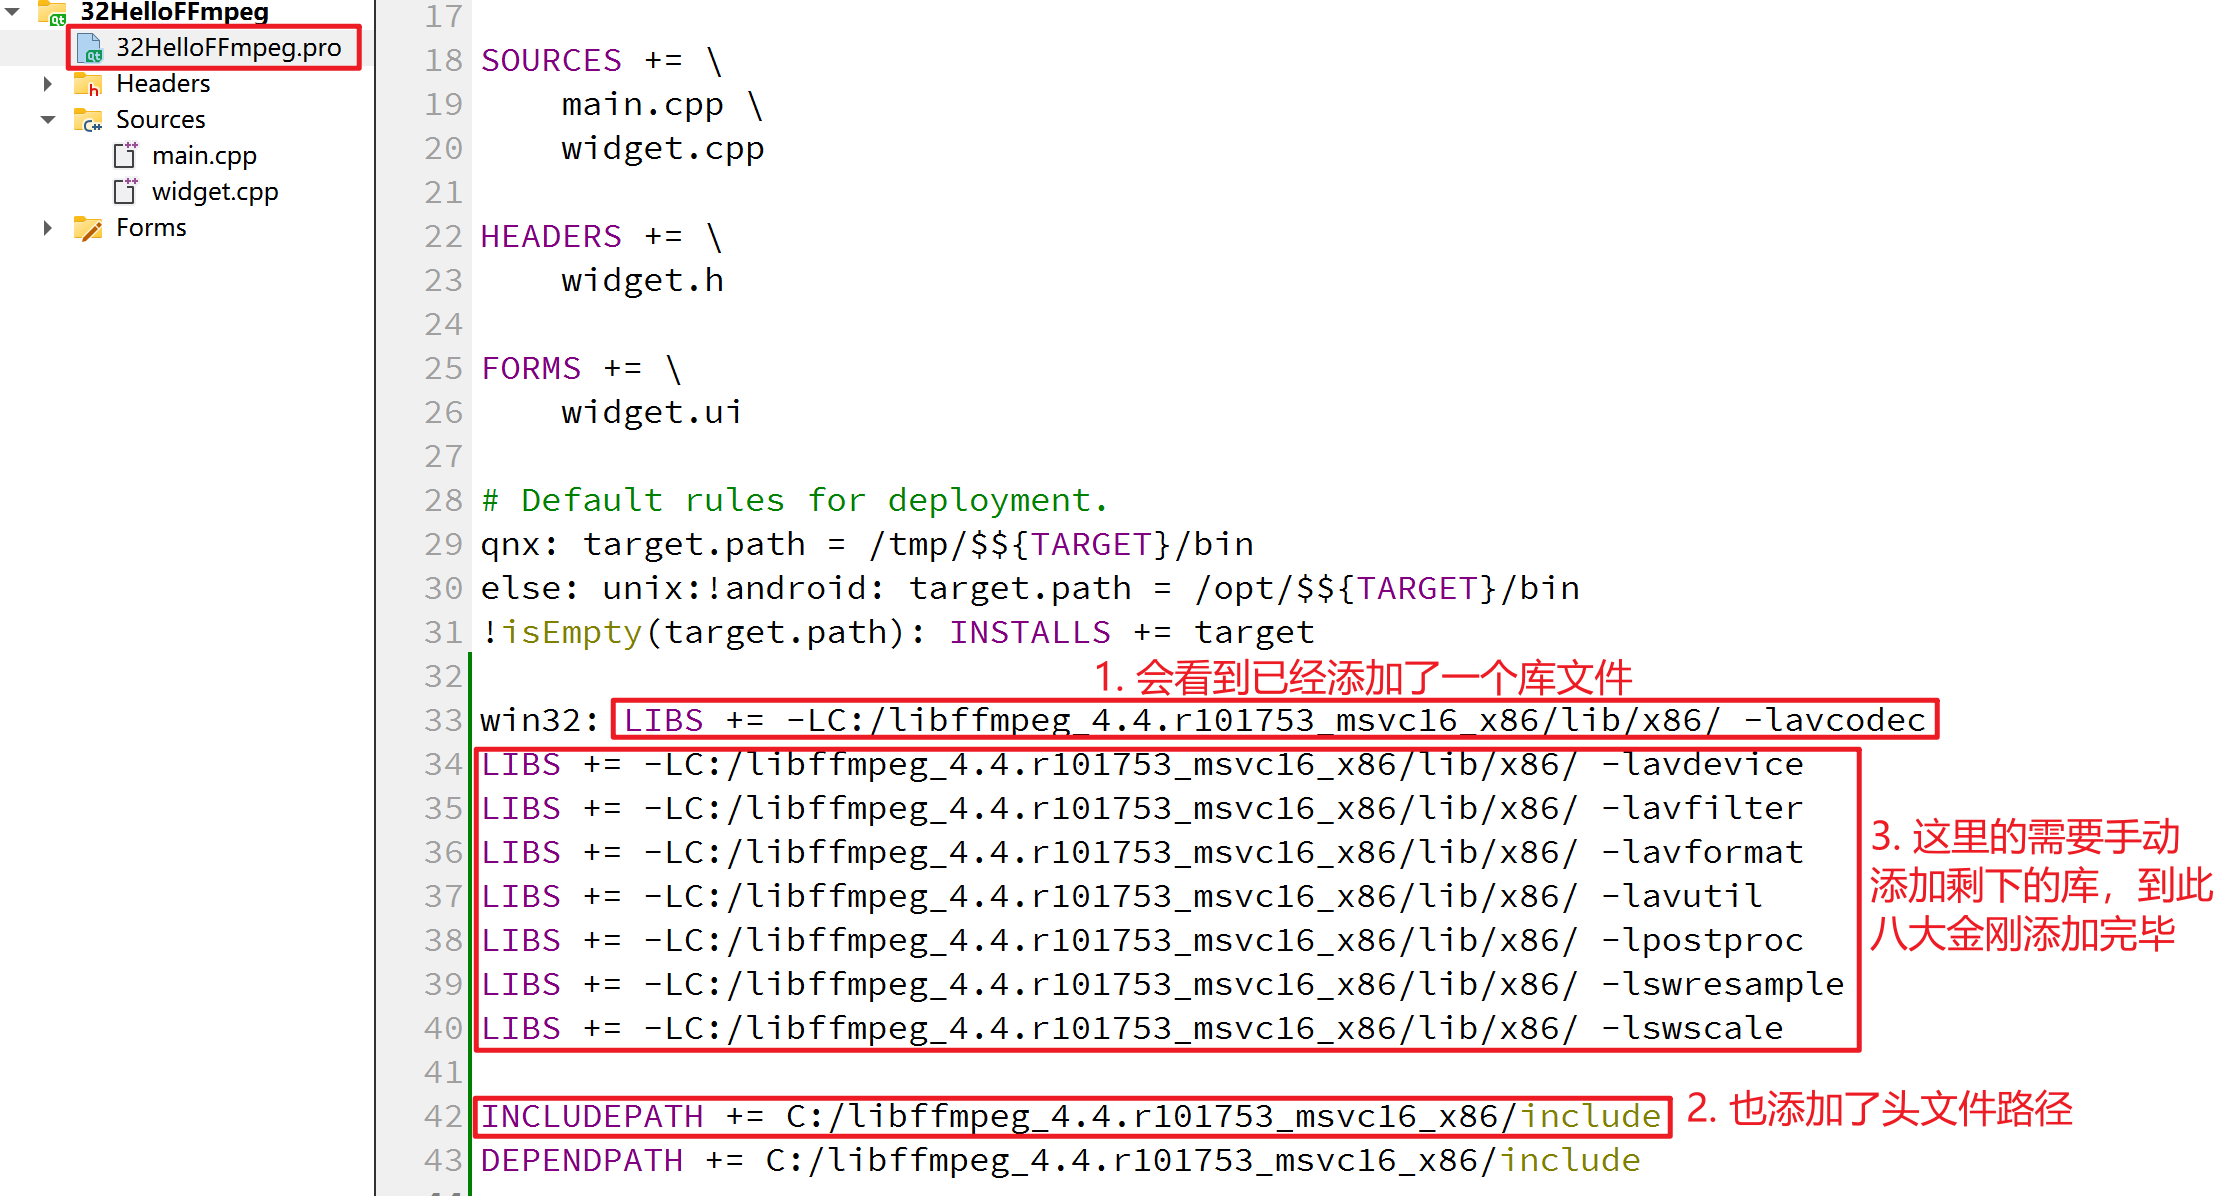 32HelloFFmpeg
32HelloFFmpeg.pro
Headers
Sources
main.cpp
widget.cpp
Forms
17
18 SOURCES += \
19     main.cpp \
20     widget.cpp
21
22 HEADERS += \
23     widget.h
24
25 FORMS += \
26     widget.ui
27
28 # Default rules for deployment.
29 qnx: target.path = /tmp/$${TARGET}/bin
30 else: unix:!android: target.path = /opt/$${TARGET}/bin
31 !isEmpty(target.path): INSTALLS += target
32
1. 会看到已经添加了一个库文件
33 win32: LIBS += -LC:/libffmpeg_4.4.r101753_msvc16_x86/lib/x86/ -lavcodec
34 LIBS += -LC:/libffmpeg_4.4.r101753_msvc16_x86/lib/x86/ -lavdevice
35 LIBS += -LC:/libffmpeg_4.4.r101753_msvc16_x86/lib/x86/ -lavfilter
36 LIBS += -LC:/libffmpeg_4.4.r101753_msvc16_x86/lib/x86/ -lavformat
37 LIBS += -LC:/libffmpeg_4.4.r101753_msvc16_x86/lib/x86/ -lavutil
38 LIBS += -LC:/libffmpeg_4.4.r101753_msvc16_x86/lib/x86/ -lpostproc
39 LIBS += -LC:/libffmpeg_4.4.r101753_msvc16_x86/lib/x86/ -lswresample
40 LIBS += -LC:/libffmpeg_4.4.r101753_msvc16_x86/lib/x86/ -lswscale
3. 这里的需要手动
添加剩下的库，到此
八大金刚添加完毕
41
42 INCLUDEPATH += C:/libffmpeg_4.4.r101753_msvc16_x86/include
2. 也添加了头文件路径
43 DEPENDPATH += C:/libffmpeg_4.4.r101753_msvc16_x86/include